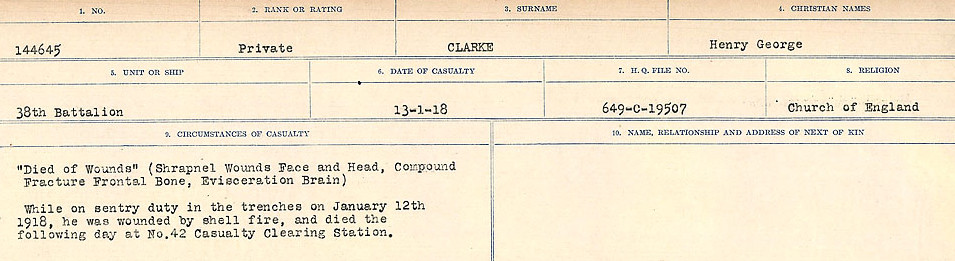 1. NO. 2. RANK OR RATING 3. SURNAME 4. CHRISTIAN NAMES
144645 Private CLARKE Henry George
5. UNIT OR SHIP 6. DATE OF CASUALTY 7. H. Q. FILE NO. 8. RELIGION
38th Battalion 13-1-18 649-C-19507 Church of England
9. CIRCUMSTANCES OF CASUALTY 10. NAME, RELATIONSHIP AND ADDRESS OF NEXT OF KIN
"Died of Wounds" (Shrapnel Wounds Face and Head, Compound
Fracture Frontal Bone, Evisceration Brain)
While on sentry duty in the trenches on January 12th
1918, he was wounded by shell fire, and died the
following day at No.42 Casualty Clearing Station.